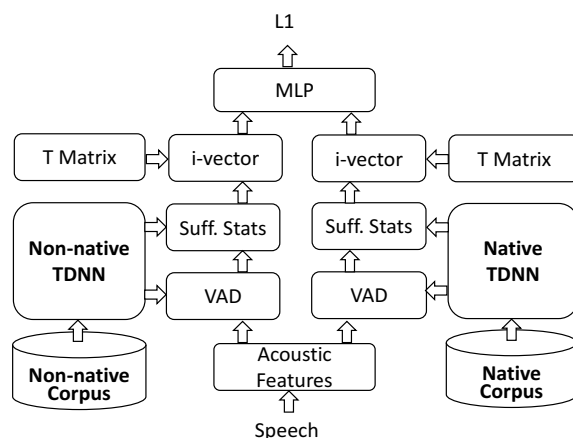 L1
MLP
T Matrix
i-vector
i-vector
T Matrix
Non-native
TDNN
Suff. Stats
Suff. Stats
Native
TDNN
VAD
VAD
Non-native
Corpus
Acoustic
Features
Native
Corpus
Speech